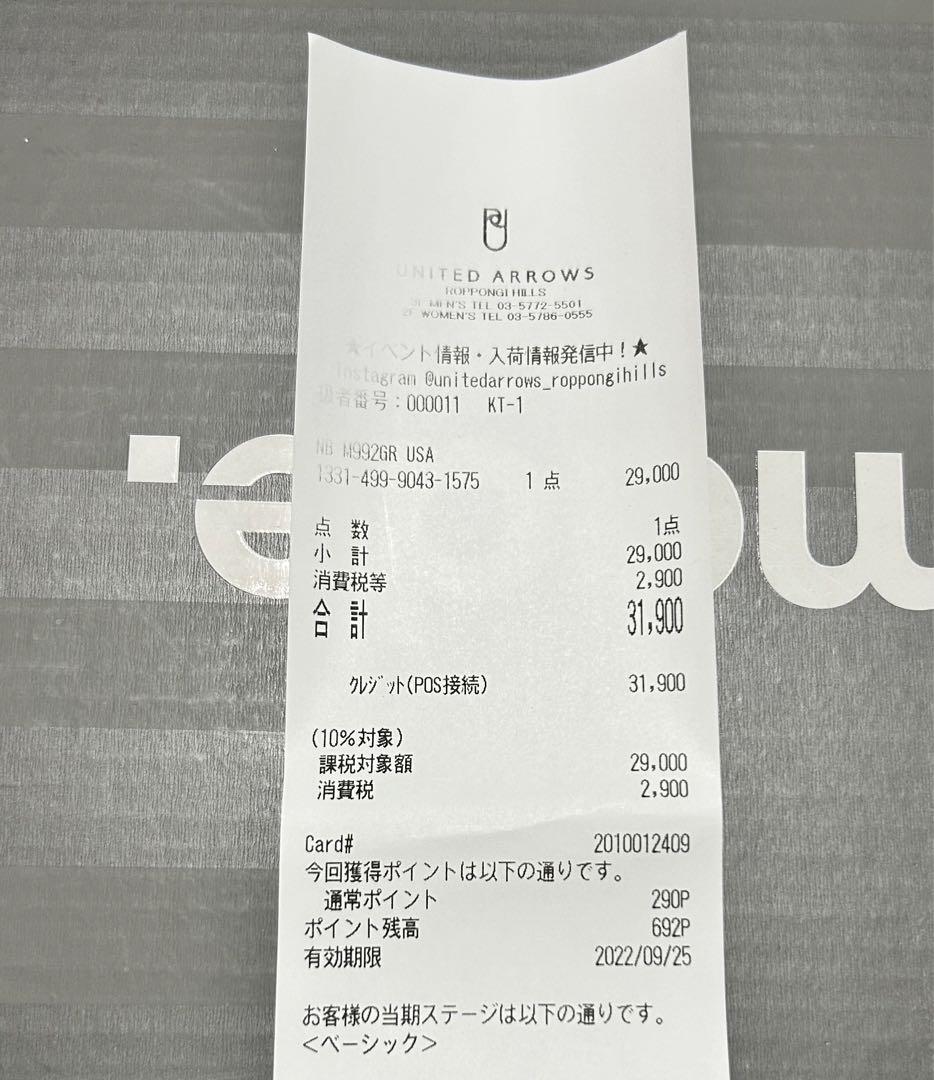 UNITED ARROWS
ROPPONGI HILLS
3F MEN'S TEL 03-5772-5501
2F WOMEN'S TEL 03-5786-0555
★イベント情報・入荷情報発信中！★
Instagram @unitedarrows_roppongihills
扱者番号：000011 KT-1
NB M992GR USA
1331-499-9043-1575 1 点 29,000
点 数 1点
小 計 29,000
消費税等 2,900
合 計 31,900
ｸﾚｼﾞｯﾄ(POS接続) 31,900
(10%対象)
課税対象額 29,000
消費税 2,900
Card# 2010012409
今回獲得ポイントは以下の通りです。
通常ポイント 290P
ポイント残高 692P
有効期限 2022/09/25
お客様の当期ステージは以下の通りです。
＜ベーシック＞